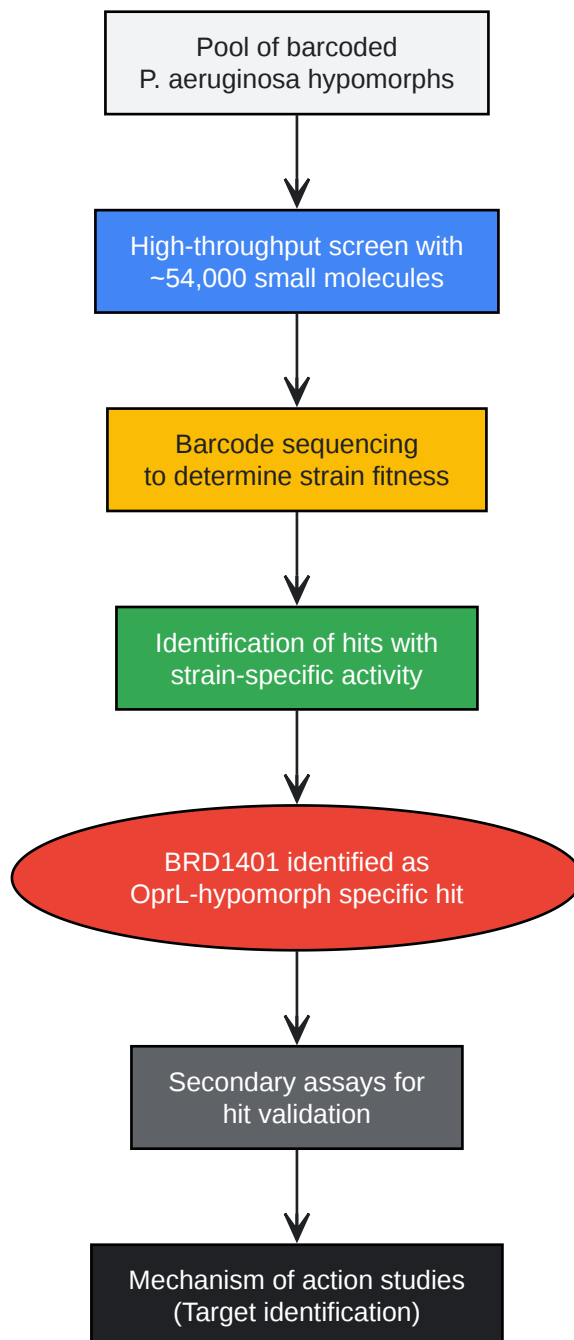 Pool of barcoded
P. aeruginosa hypomorphs
High-throughput screen with
~54,000 small molecules
Barcode sequencing
to determine strain fitness
Identification of hits with
strain-specific activity
BRD1401 identified as
OprL-hypomorph specific hit
Secondary assays for
hit validation
Mechanism of action studies
(Target identification)